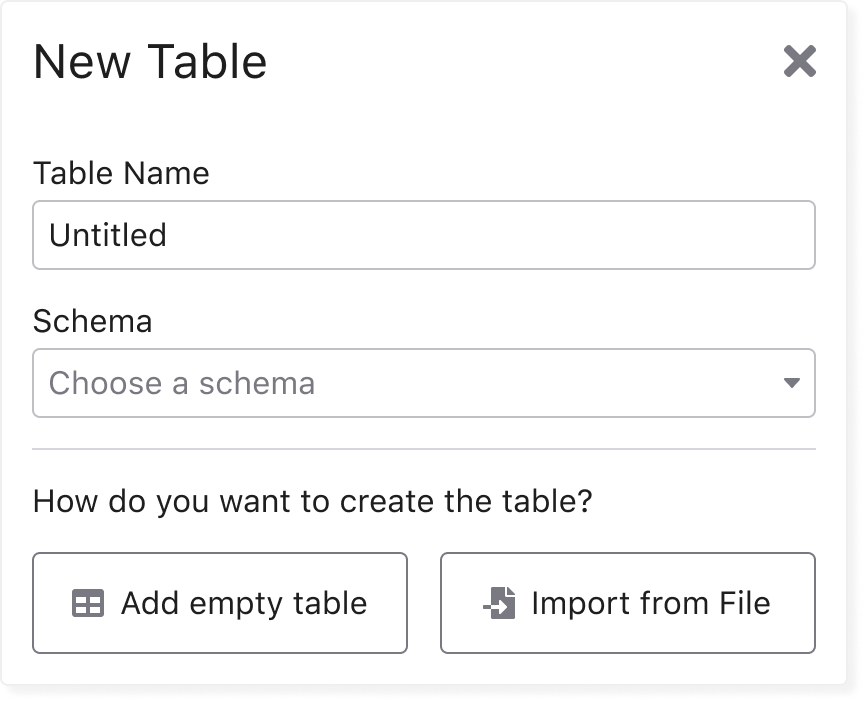 New Table
Table Name
Untitled
Schema
Choose a schema
How do you want to create the table?
Add empty table
Import from File